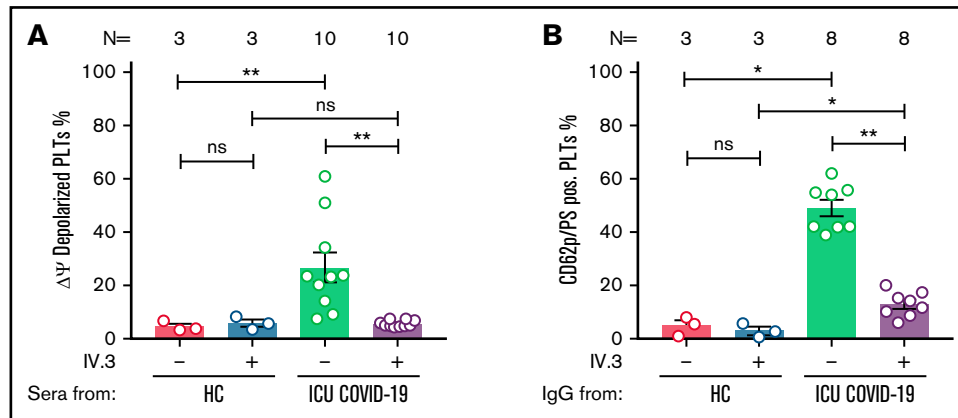 A
N= 3 3 10 10
100
80
60
40
20
0
ΔΨ Depolarized PLTs %
**
ns
ns
**
IV.3 – + – +
Sera from: HC ICU COVID-19
B
N= 3 3 8 8
100
80
60
40
20
0
CD62p/PS pos. PLTs %
*
*
ns
**
IV.3 – + – +
IgG from: HC ICU COVID-19